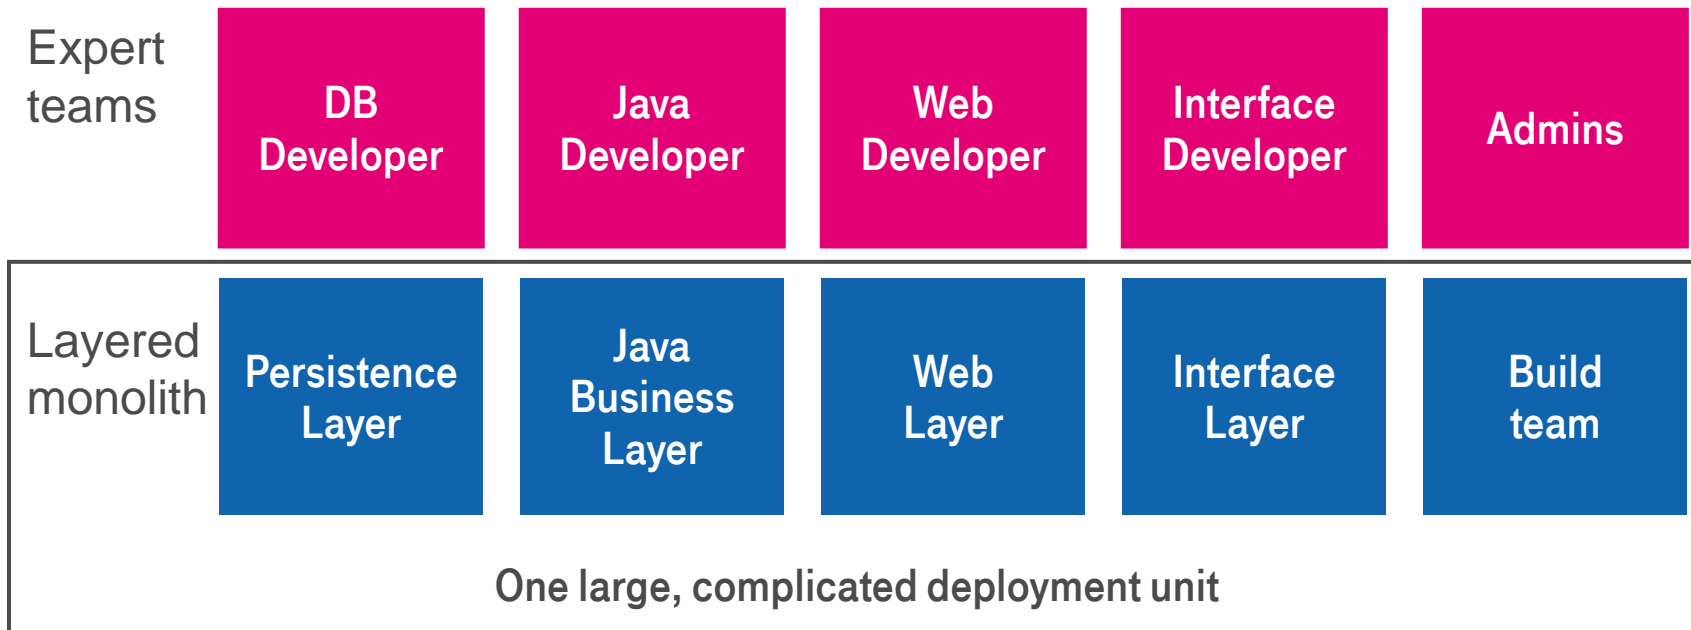 Expert
teams
DB
Developer
Java
Developer
Web
Developer
Interface
Developer
Admins
Layered
monolith
Persistence
Layer
Java
Business
Layer
Web
Layer
Interface
Layer
Build
team
One large, complicated deployment unit